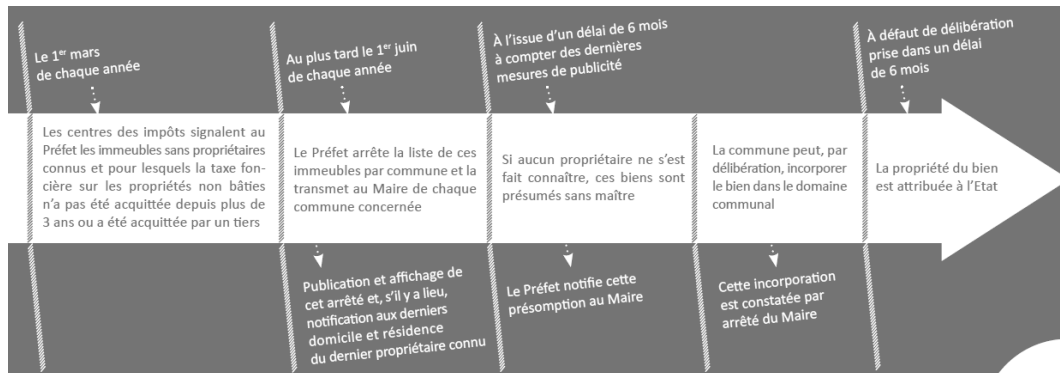 Le 1er mars
de chaque année
Au plus tard le 1er juin
de chaque année
À l'issue d'un délai de 6 mois
à compter des dernières
mesures de publicité
À défaut de délibération
prise dans un délai
de 6 mois
Les centres des impôts signalent au
Préfet les immeubles sans propriétaires
connus et pour lesquels la taxe fon-
cière sur les propriétés non bâties
n'a pas été acquittée depuis plus de
3 ans ou a été acquittée par un tiers
Le Préfet arrête la liste de ces
immeubles par commune et la
transmet au Maire de chaque
commune concernée
Si aucun propriétaire ne s'est
fait connaître, ces biens sont
présumés sans maître
La commune peut, par
délibération, incorporer
le bien dans le domaine
communal
La propriété du bien
est attribuée à l'Etat
Publication et affichage de
cet arrêté et, s'il y a lieu,
notification aux derniers
domicile et résidence
du dernier propriétaire connu
Le Préfet notifie cette
présomption au Maire
Cette incorporation
est constatée par
arrêté du Maire